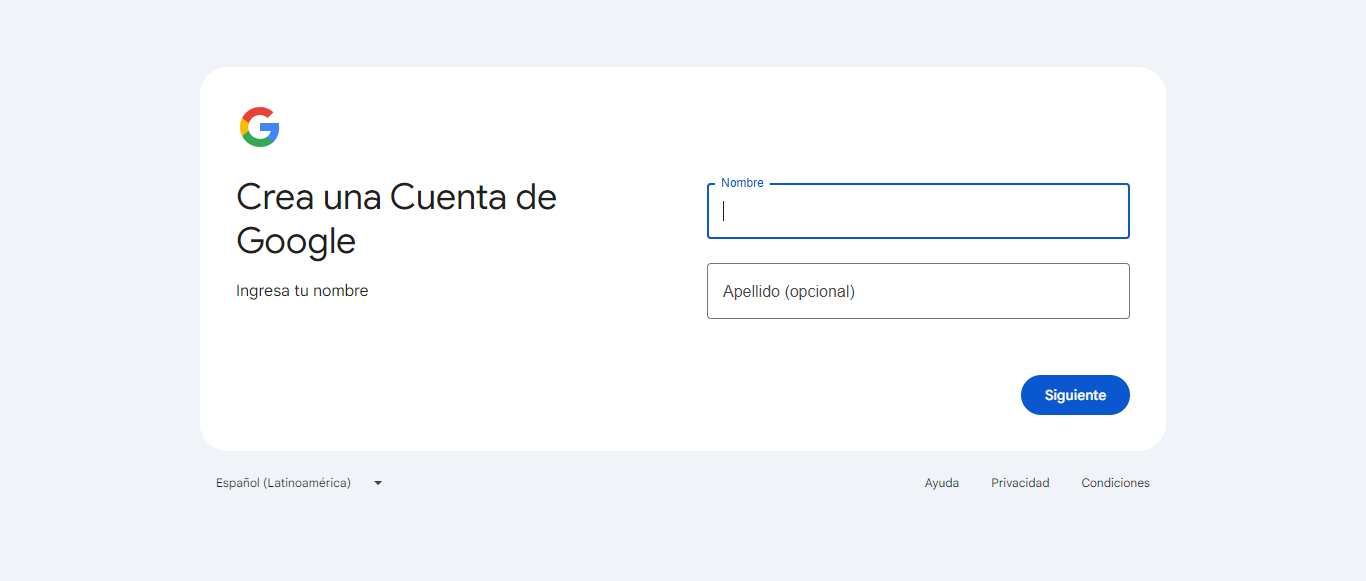 Crea una Cuenta de
Google
Ingresa tu nombre
Nombre
Apellido (opcional)
Siguiente
Español (Latinoamérica)
Ayuda Privacidad Condiciones